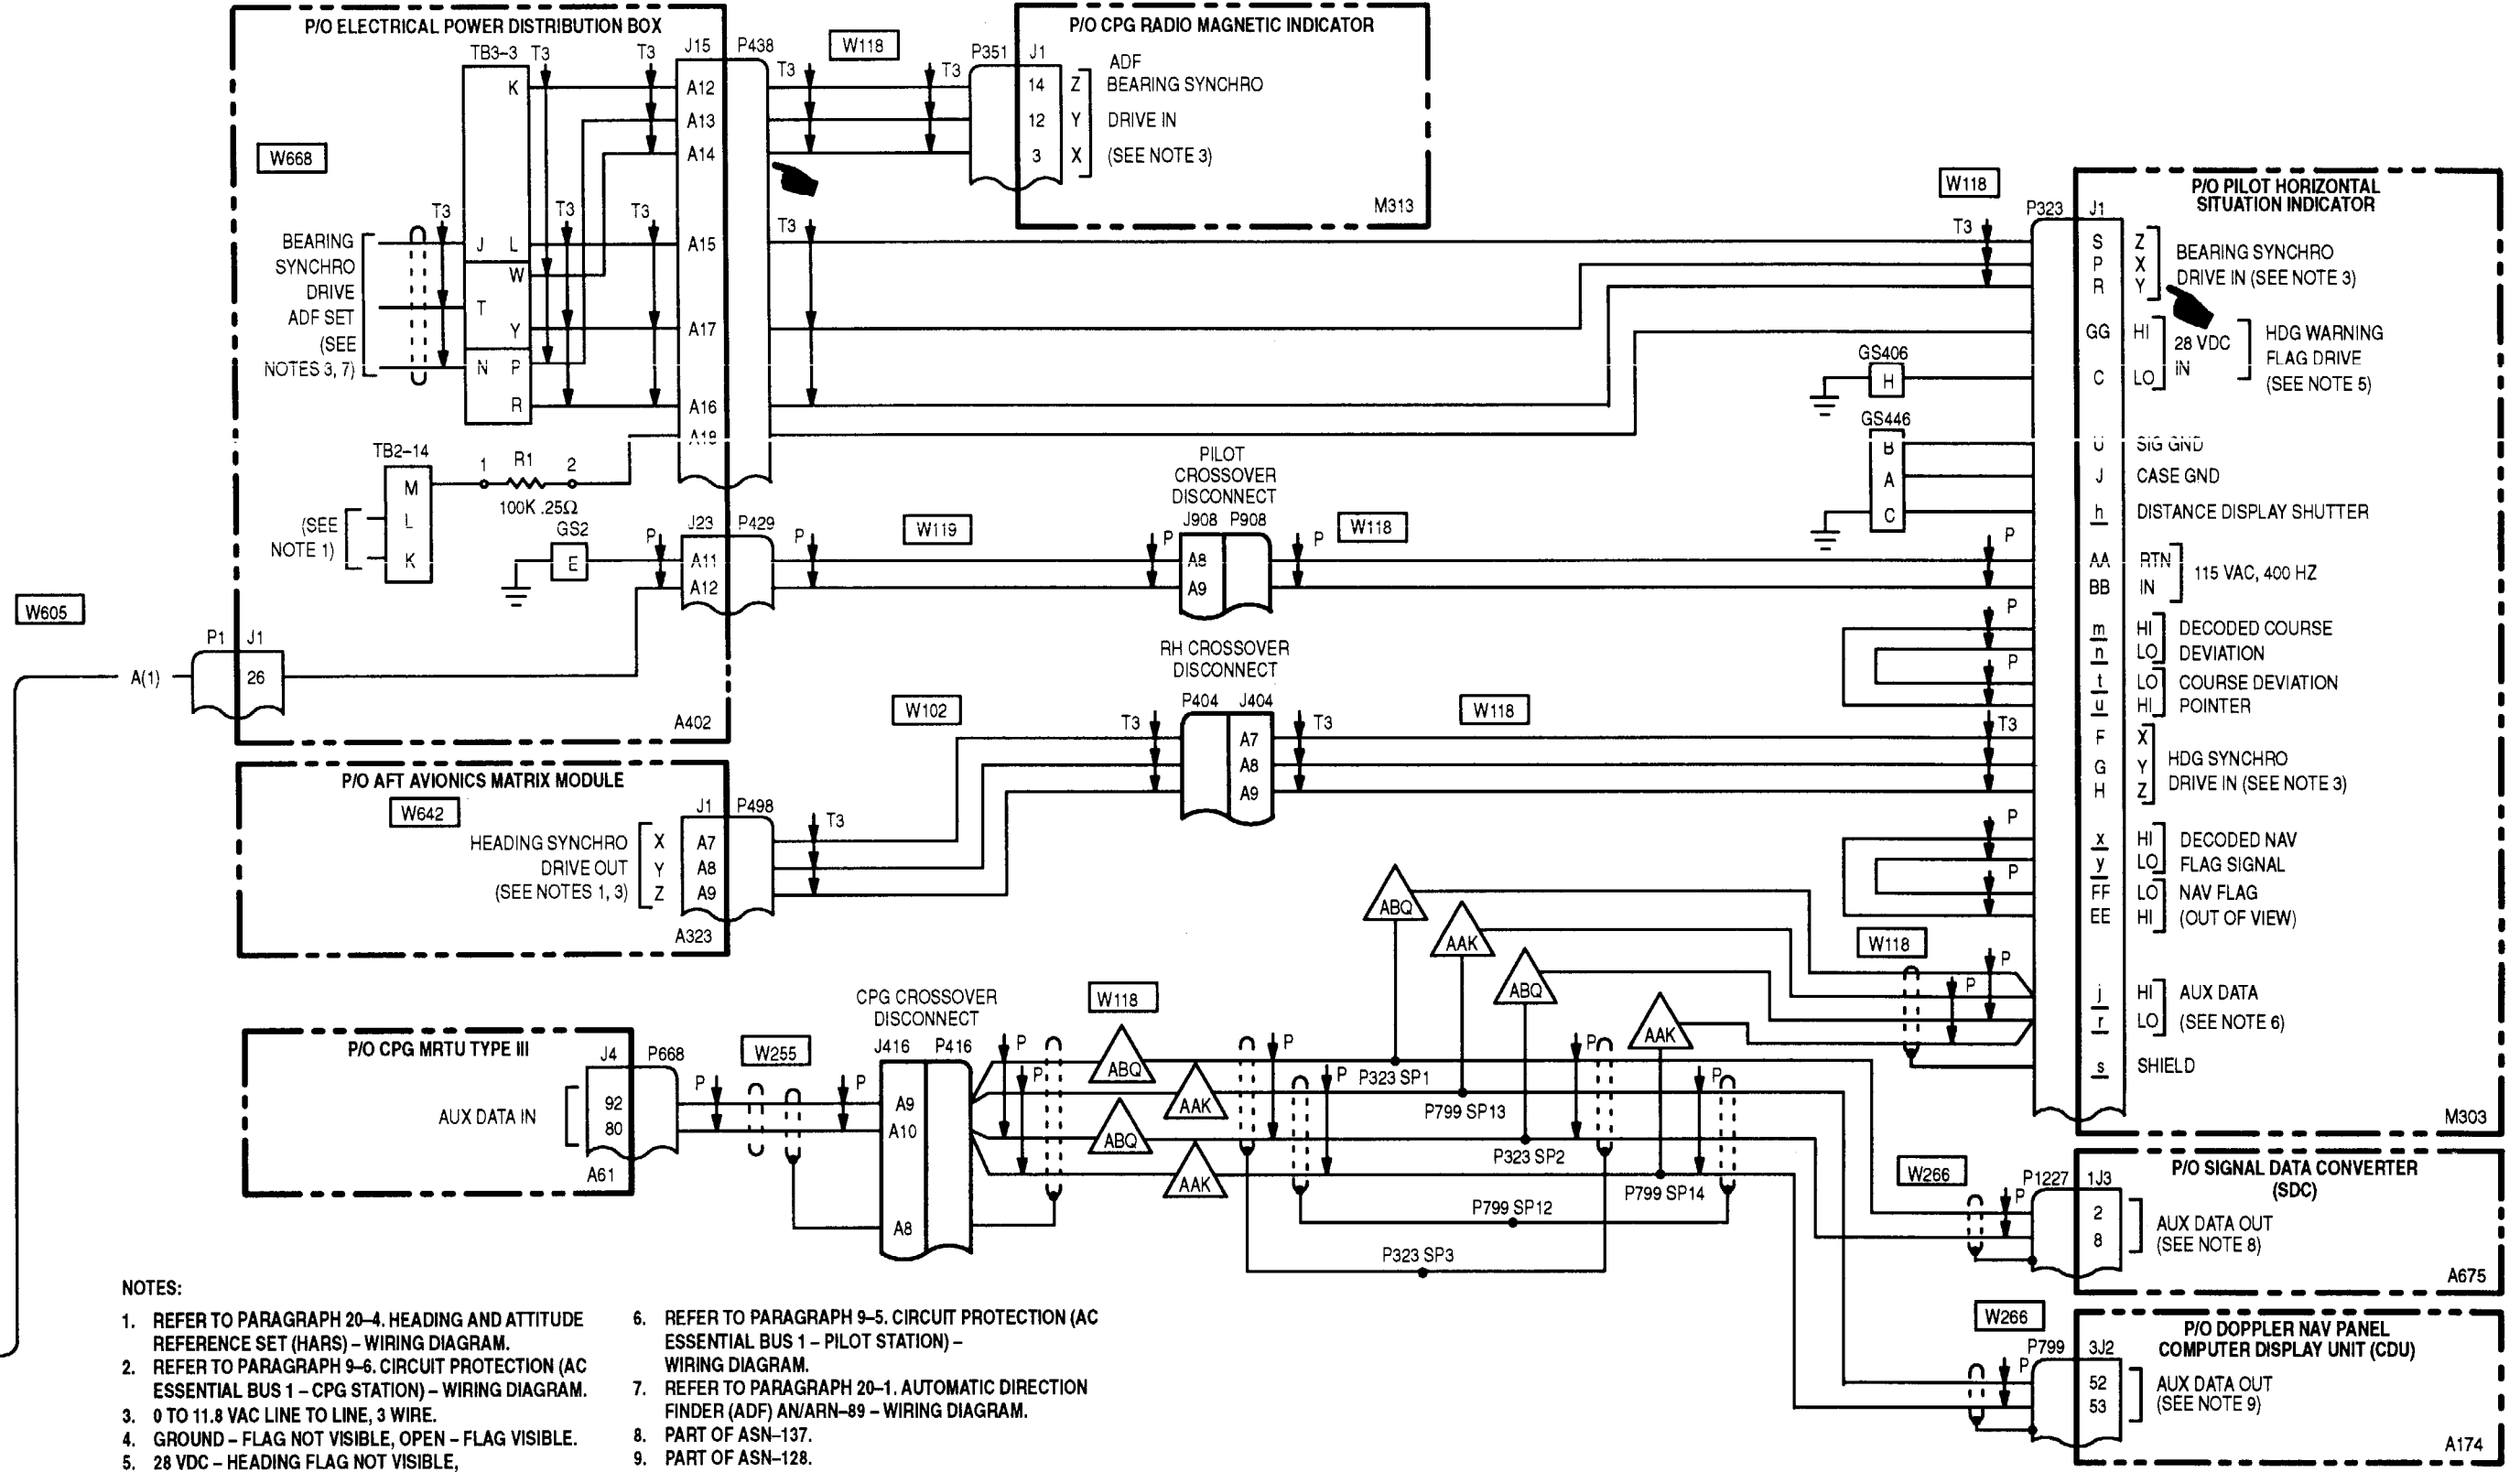 P/O ELECTRICAL POWER DISTRIBUTION BOX
TB3–3 T3 T3 J15 P438 W118
K A12 T3 T3
A13
A14
W668
T3 T3 T3 T3
BEARING
SYNCHRO
DRIVE
ADF SET
(SEE
NOTES 3, 7)
J L A15
W
T
Y A17
N P
R A16
A18
TB2–14
M 1 R1 2
100K .25Ω
L
K
(SEE
NOTE 1)
GS2
E
P J23 P429 P
A11
A12
W119
PILOT
CROSSOVER
DISCONNECT
J908 P908
P A8 P
A9
W118
W605
A(1)
P1 J1
26
A402
P/O CPG RADIO MAGNETIC INDICATOR
P351 J1
ADF
14 Z BEARING SYNCHRO
12 Y DRIVE IN
3 X (SEE NOTE 3)
M313
W118
P/O PILOT HORIZONTAL
SITUATION INDICATOR
P323 J1
T3
S Z
P X
R Y
BEARING SYNCHRO
DRIVE IN (SEE NOTE 3)
GG HI
C LO
28 VDC
IN
HDG WARNING
FLAG DRIVE
(SEE NOTE 5)
GS406
H
GS446
B
A
C
U SIG GND
J CASE GND
h DISTANCE DISPLAY SHUTTER
P
AA RTN
BB IN
115 VAC, 400 HZ
P
m HI DECODED COURSE
n LO DEVIATION
P
t LO COURSE DEVIATION
u HI POINTER
T3
F X
G Y
H Z
HDG SYNCHRO
DRIVE IN (SEE NOTE 3)
P
x HI DECODED NAV
y LO FLAG SIGNAL
P
FF LO NAV FLAG
EE HI (OUT OF VIEW)
W118
P
P
j HI AUX DATA
r LO (SEE NOTE 6)
s SHIELD
M303
RH CROSSOVER
DISCONNECT
W102
P404 J404
T3 A7 T3
A8
A9
W118
P/O AFT AVIONICS MATRIX MODULE
W642
J1 P498
T3
HEADING SYNCHRO X A7
DRIVE OUT Y A8
(SEE NOTES 1, 3) Z A9
A323
ABQ
AAK
ABQ
AAK
P/O CPG MRTU TYPE III
J4 P668
W255
AUX DATA IN
92
80
P P
A61
CPG CROSSOVER
DISCONNECT
J416 P416
A9
A10
A8
W118
P P
ABQ
AAK
ABQ
AAK
P P
P323 SP1
P P
P799 SP13
P323 SP2
P799 SP14
P799 SP12
P323 SP3
P/O SIGNAL DATA CONVERTER
(SDC)
W266
P1227 1J3
P
2
8
AUX DATA OUT
(SEE NOTE 8)
A675
W266
P/O DOPPLER NAV PANEL
COMPUTER DISPLAY UNIT (CDU)
P799 3J2
P
52
53
AUX DATA OUT
(SEE NOTE 9)
A174
NOTES:
1. REFER TO PARAGRAPH 20–4. HEADING AND ATTITUDE
REFERENCE SET (HARS) – WIRING DIAGRAM.
2. REFER TO PARAGRAPH 9–6. CIRCUIT PROTECTION (AC
ESSENTIAL BUS 1 – CPG STATION) – WIRING DIAGRAM.
3. 0 TO 11.8 VAC LINE TO LINE, 3 WIRE.
4. GROUND – FLAG NOT VISIBLE, OPEN – FLAG VISIBLE.
5. 28 VDC – HEADING FLAG NOT VISIBLE,
6. REFER TO PARAGRAPH 9–5. CIRCUIT PROTECTION (AC
ESSENTIAL BUS 1 – PILOT STATION) –
WIRING DIAGRAM.
7. REFER TO PARAGRAPH 20–1. AUTOMATIC DIRECTION
FINDER (ADF) AN/ARN–89 – WIRING DIAGRAM.
8. PART OF ASN–137.
9. PART OF ASN–128.